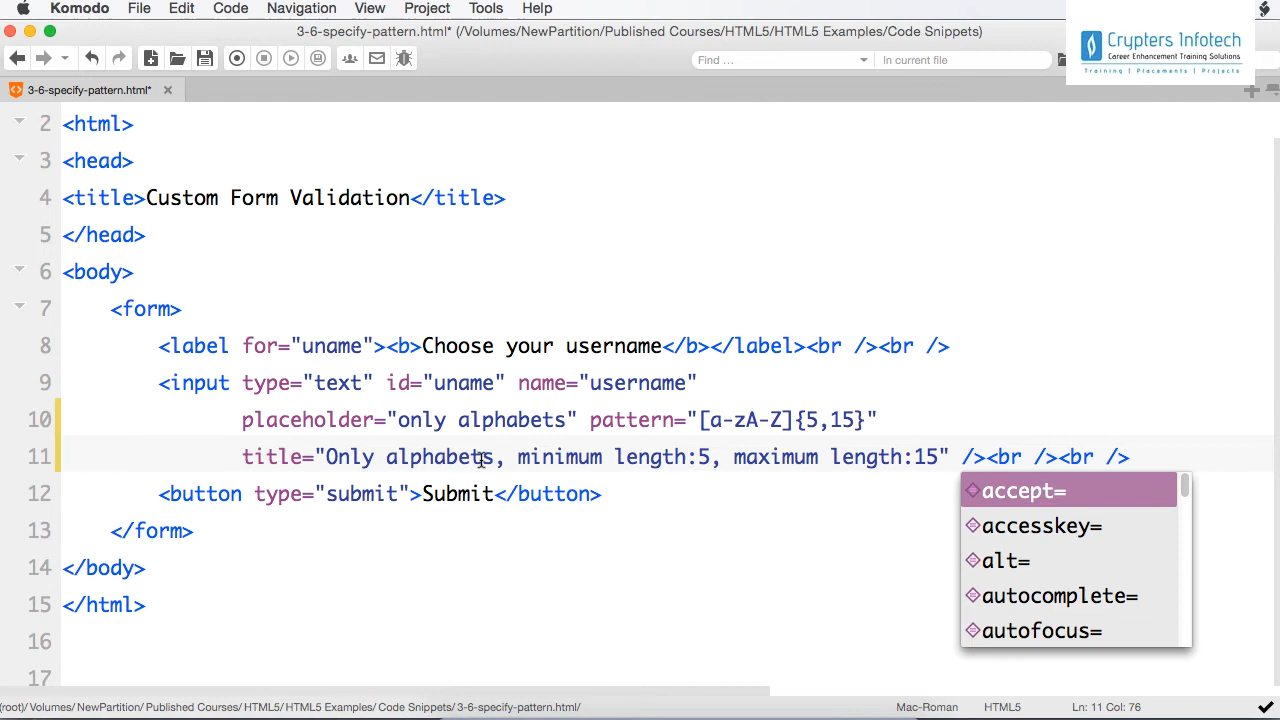 Komodo File Edit Code Navigation View Project Tools Help
3-6-specify-pattern.html* (/Volumes/NewPartition/Published Courses/HTML5/HTML5 Examples/Code Snippets)
Find ... In current file
Crypters Infotech
Career Enhancement Training Solutions
Training | Placements | Projects
3-6-specify-pattern.html*
2 <html>
3 <head>
4 <title>Custom Form Validation</title>
5 </head>
6 <body>
7 <form>
8 <label for="uname"><b>Choose your username</b></label><br /><br />
9 <input type="text" id="uname" name="username"
10 placeholder="only alphabets" pattern="[a-zA-Z]{5,15}"
11 title="Only alphabets, minimum length:5, maximum length:15" /><br /><br />
12 <button type="submit">Submit</button>
13 </form>
14 </body>
15 </html>
16
17
accept=
accesskey=
alt=
autocomplete=
autofocus=
(root)/ Volumes/ NewPartition/ Published Courses/ HTML5/ HTML5 Examples/ Code Snippets/ 3-6-specify-pattern.html/ Mac-Roman HTML5 Ln: 11 Col: 76